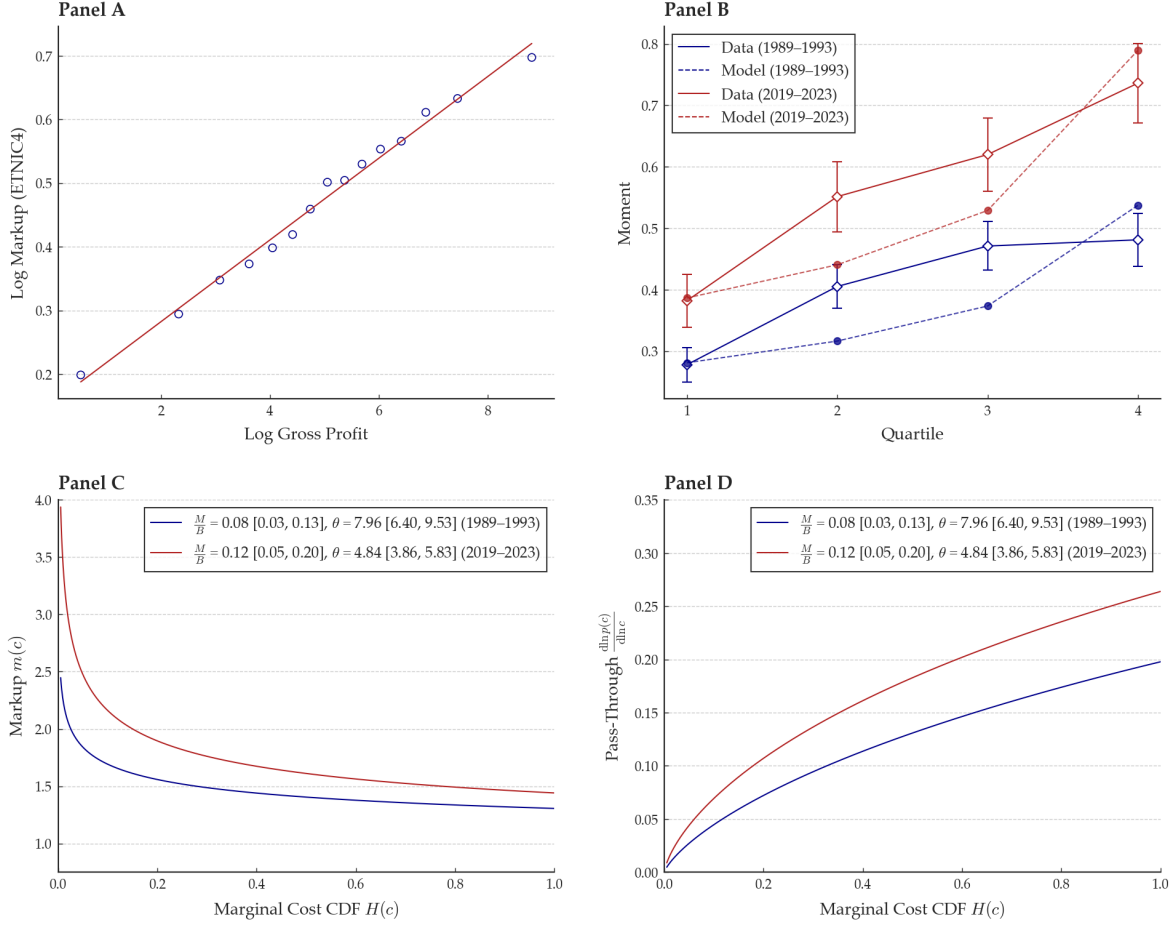 Panel A
0.7
0.6
0.5
0.4
0.3
0.2
Log Markup (ETNIC4)
2 4 6 8
Log Gross Profit
Panel B
Data (1989–1993)
Model (1989–1993)
Data (2019–2023)
Model (2019–2023)
0.8
0.7
0.6
0.5
0.4
0.3
Moment
1 2 3 4
Quartile
Panel C
M/B = 0.08 [0.03, 0.13], θ = 7.96 [6.40, 9.53] (1989–1993)
M/B = 0.12 [0.05, 0.20], θ = 4.84 [3.86, 5.83] (2019–2023)
4.0
3.5
3.0
2.5
2.0
1.5
1.0
Markup m(c)
0.0 0.2 0.4 0.6 0.8 1.0
Marginal Cost CDF H(c)
Panel D
M/B = 0.08 [0.03, 0.13], θ = 7.96 [6.40, 9.53] (1989–1993)
M/B = 0.12 [0.05, 0.20], θ = 4.84 [3.86, 5.83] (2019–2023)
0.35
0.30
0.25
0.20
0.15
0.10
0.05
0.00
Pass-Through dln p(c)/dln c
0.0 0.2 0.4 0.6 0.8 1.0
Marginal Cost CDF H(c)